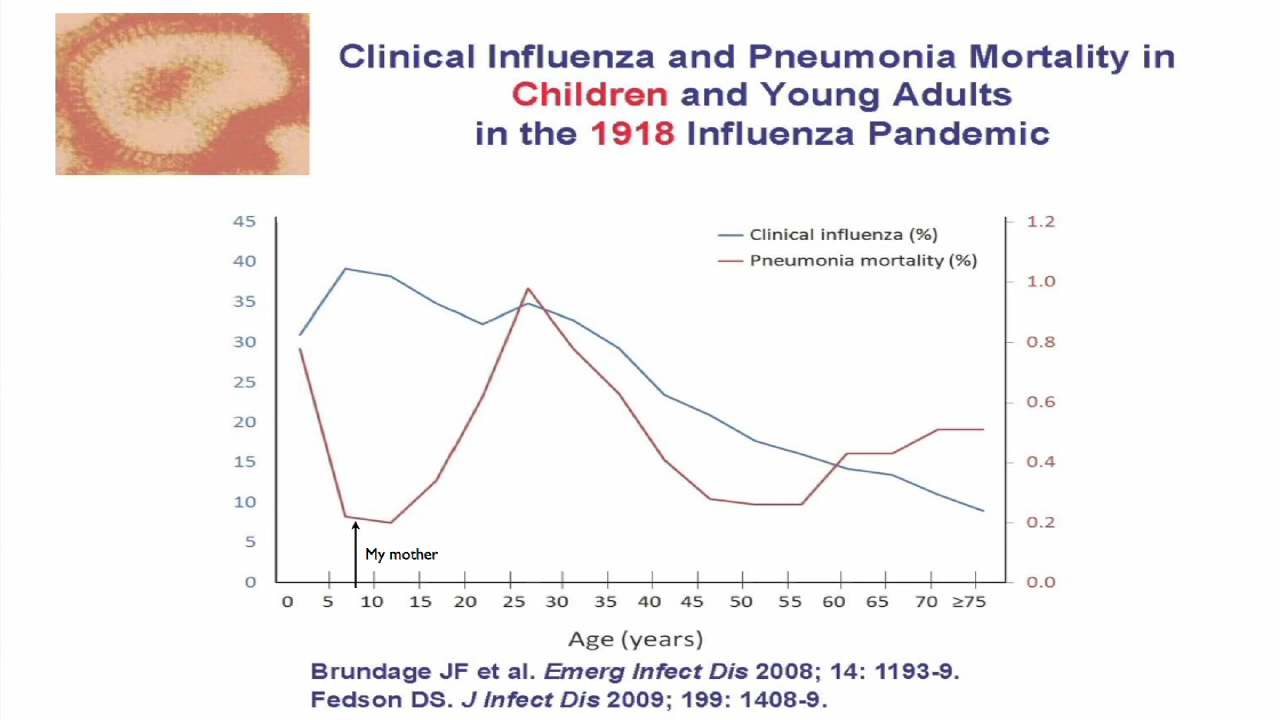 Clinical Influenza and Pneumonia Mortality in
Children and Young Adults
in the 1918 Influenza Pandemic
45
40
35
30
25
20
15
10
5
0
Clinical influenza (%)
Pneumonia mortality (%)
1.2
1.0
0.8
0.6
0.4
0.2
0.0
My mother
0 5 10 15 20 25 30 35 40 45 50 55 60 65 70 ≥75
Age (years)
Brundage JF et al. Emerg Infect Dis 2008; 14: 1193-9.
Fedson DS. J Infect Dis 2009; 199: 1408-9.